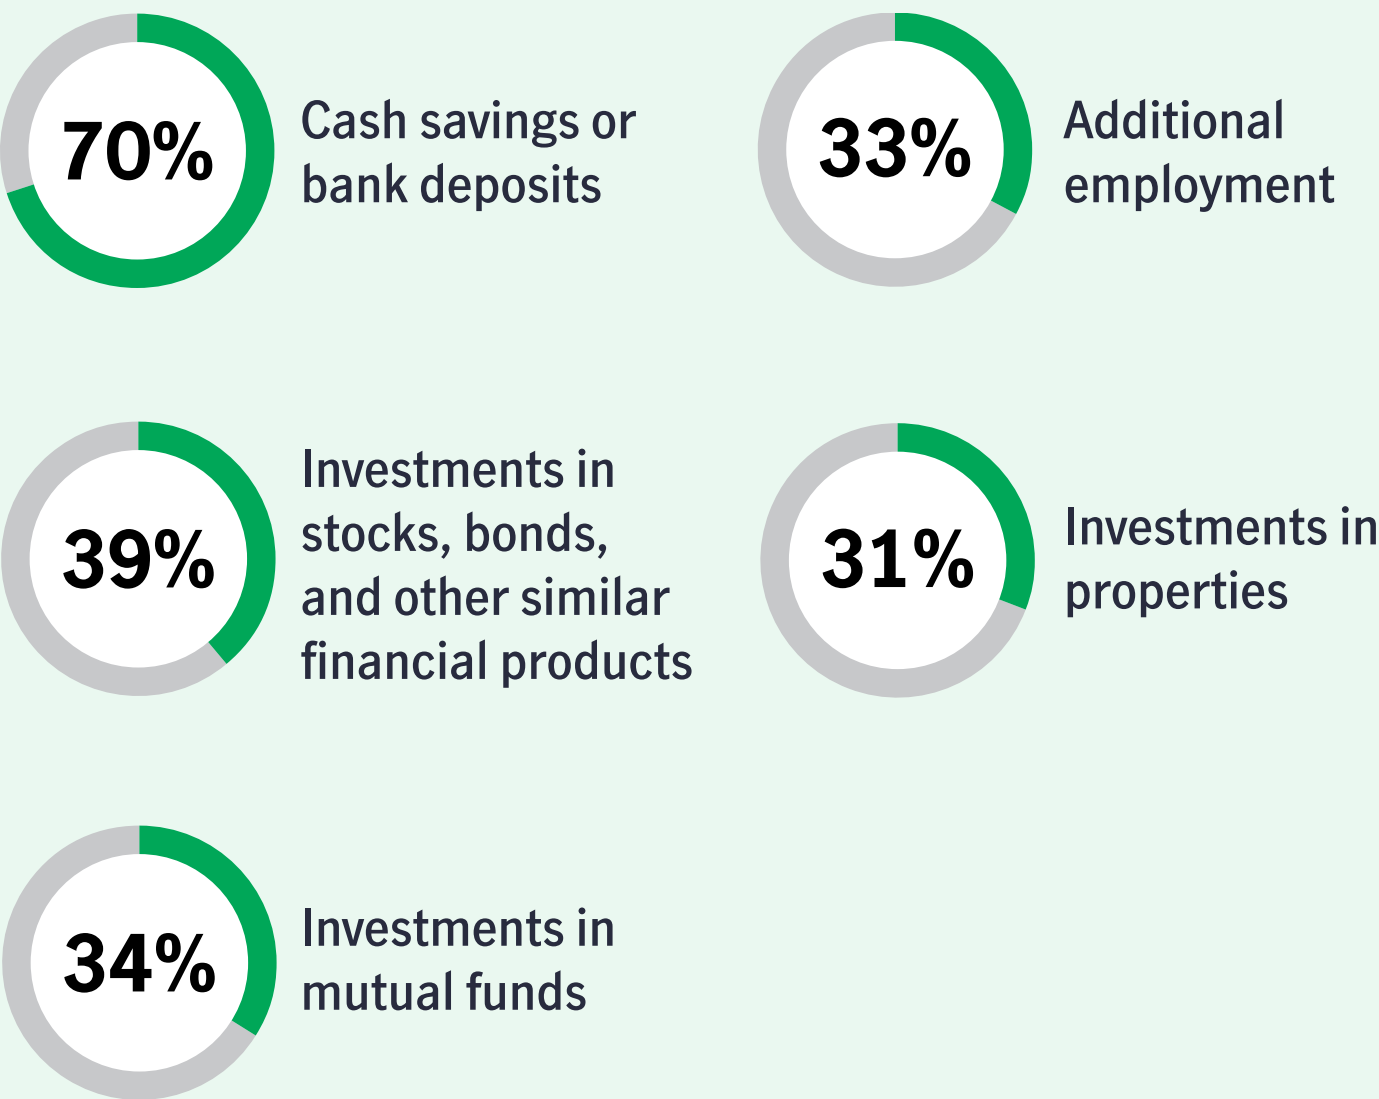 70%
Cash savings or
bank deposits
39%
Investments in
stocks, bonds,
and other similar
financial products
34%
Investments in
mutual funds
33%
Additional
employment
31%
Investments in
properties